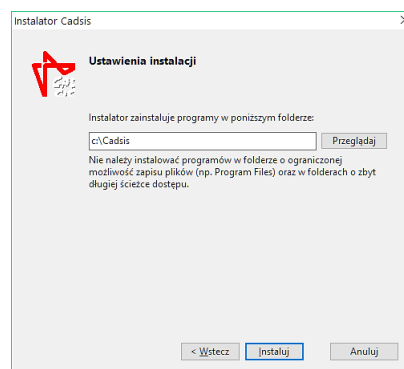 Instalator Cadsis
Ustawienia instalacji
Instalator zainstaluje programy w poniższym folderze:
c:\Cadsis
Przeglądaj
Nie należy instalować programów w folderze o ograniczonej
możliwość zapisu plików (np. Program Files) oraz w folderach o zbyt
długiej ścieżce dostępu.
< Wstecz
Instaluj
Anuluj